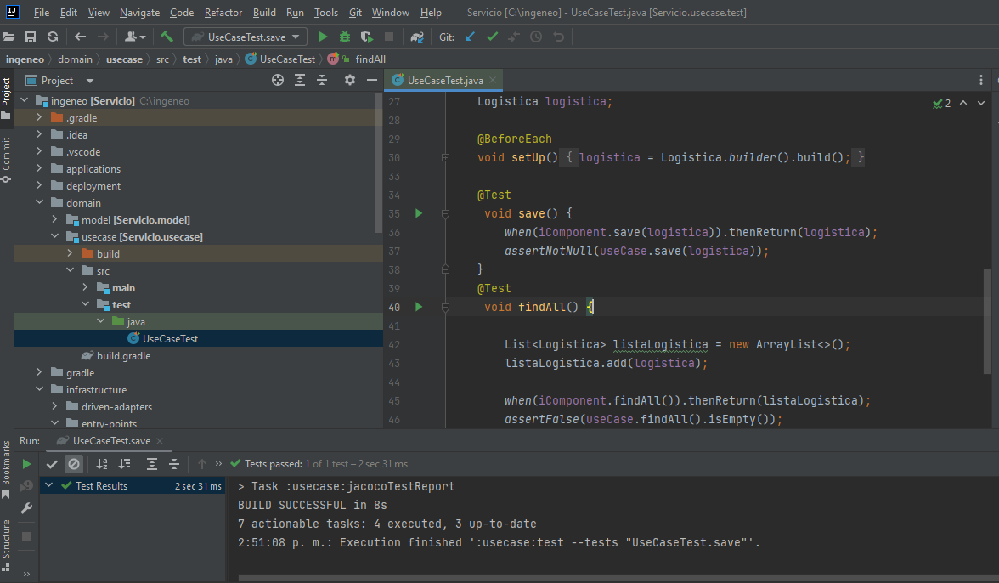 File Edit View Navigate Code Refactor Build Run Tools Git Window Help Servicio [C:\ingeneo] - UseCaseTest.java [Servicio.usecase.test]
UseCaseTest.save Git:
ingeneo domain usecase src test java UseCaseTest findAll
Project
Commit
Bookmarks
Structure
Project
ingeneo [Servicio] C:\ingeneo
.gradle
.idea
.vscode
applications
deployment
domain
model [Servicio.model]
usecase [Servicio.usecase]
build
src
main
test
java
UseCaseTest
build.gradle
gradle
infrastructure
driven-adapters
entry-points
UseCaseTest.java
2
27 Logistica logistica;
28
29 @BeforeEach
30 void setUp() { logistica = Logistica.builder().build(); }
33
34 @Test
35 void save() {
36 when(iComponent.save(logistica)).thenReturn(logistica);
37 assertNotNull(useCase.save(logistica));
38 }
39 @Test
40 void findAll() {
41
42 List<Logistica> listaLogistica = new ArrayList<>();
43 listaLogistica.add(logistica);
44
45 when(iComponent.findAll()).thenReturn(listaLogistica);
46 assertFalse(useCase.findAll().isEmpty());
Run: UseCaseTest.save
Tests passed: 1 of 1 test – 2 sec 31 ms
Test Results 2 sec 31 ms
> Task :usecase:jacocoTestReport
BUILD SUCCESSFUL in 8s
7 actionable tasks: 4 executed, 3 up-to-date
2:51:08 p. m.: Execution finished ':usecase:test --tests "UseCaseTest.save"'.